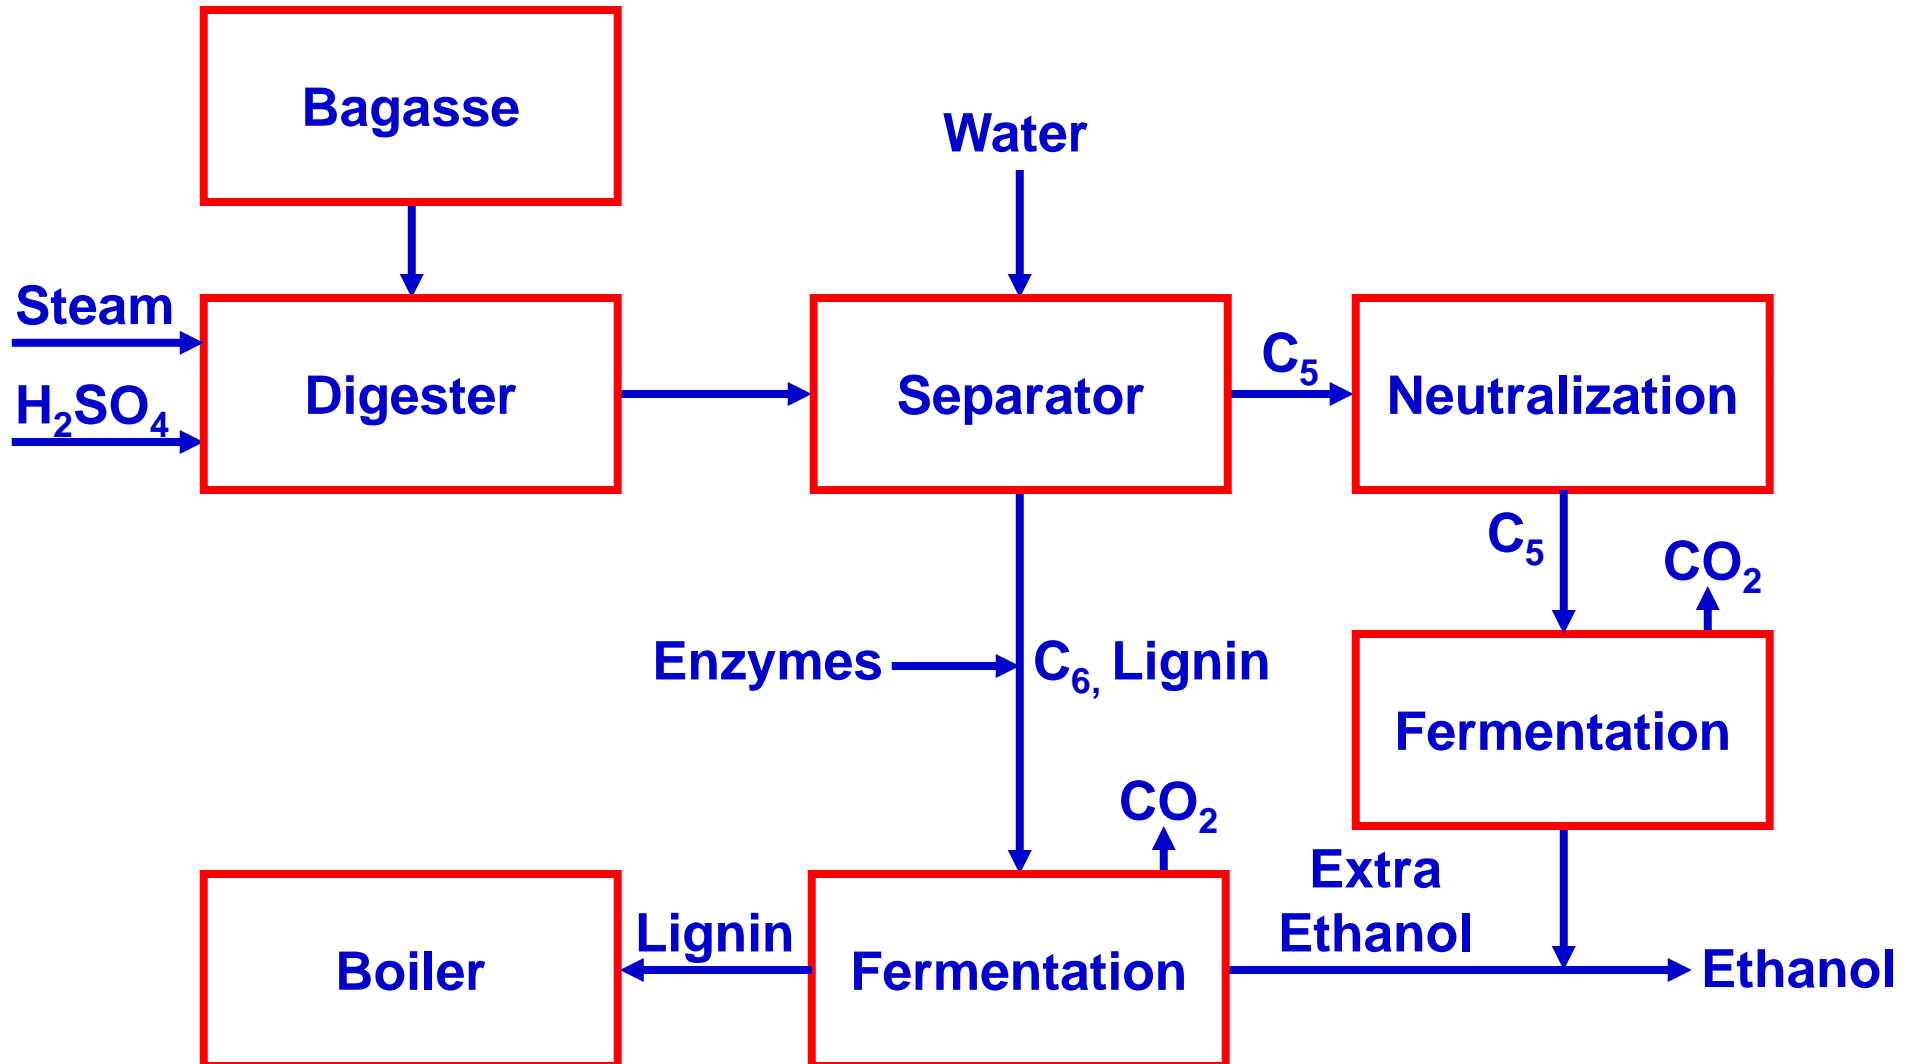 Bagasse
Water
Steam
H₂SO₄
Digester
Separator
C₅
Neutralization
C₅
CO₂
Enzymes
C₆, Lignin
Fermentation
CO₂
Extra
Ethanol
Boiler
Lignin
Fermentation
Ethanol